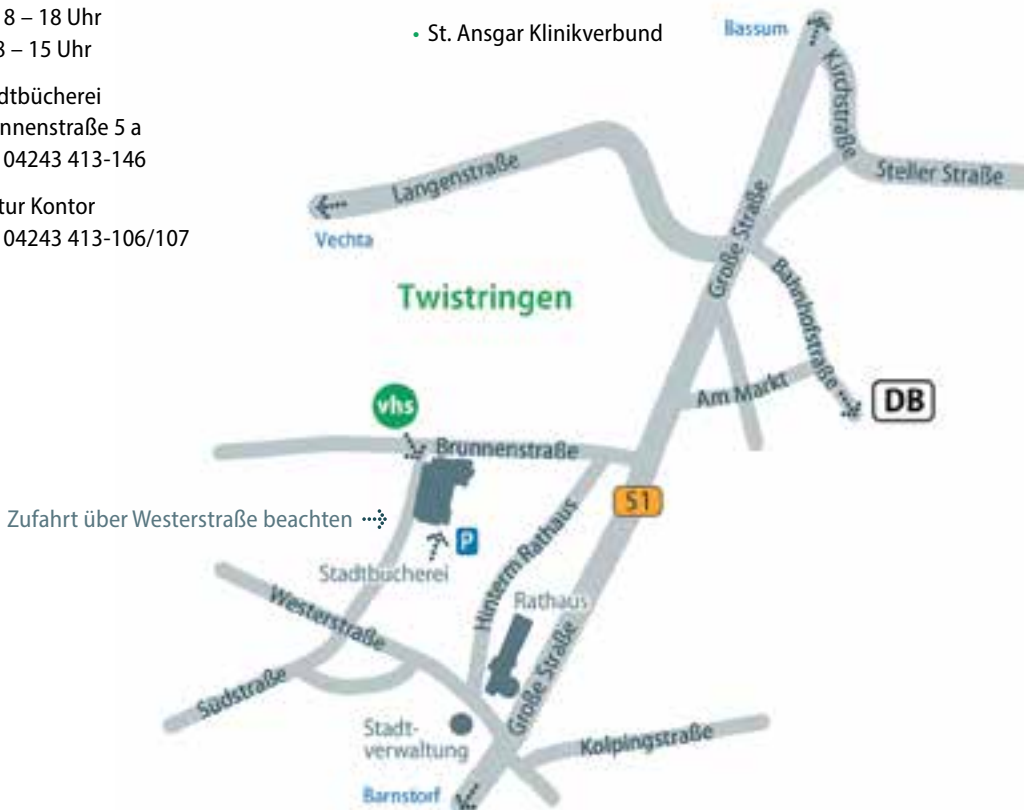 8 – 18 Uhr
8 – 15 Uhr
dtbücherei
nnenstraße 5 a
04243 413-146
tur Kontor
04243 413-106/107
• St. Ansgar Klinikverbund
Bassum
Kirchstraße
Steller Straße
Langenstraße
Vechta
Große Straße
Bahnhofstraße
Twistringen
Am Markt
DB
vhs
Brunnenstraße
51
Zufahrt über Westerstraße beachten
P
Stadtbücherei
Hinterm Rathaus
Rathaus
Westerstraße
Große Straße
Südstraße
Stadt-
verwaltung
Kolpingstraße
Barnstorf